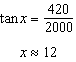 tan x = 420/2000
x ≈ 12